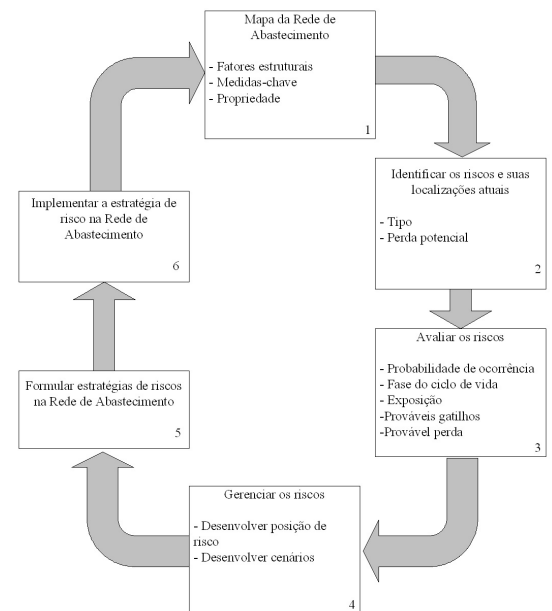 Mapa da Rede de
Abastecimento
- Fatores estruturais
- Medidas-chave
- Propriedade
1
Identificar os riscos e suas
localizações atuais
- Tipo
- Perda potencial
2
Avaliar os riscos
- Probabilidade de ocorrência
- Fase do ciclo de vida
- Exposição
-Prováveis gatilhos
-Provável perda
3
Gerenciar os riscos
- Desenvolver posição de
risco
- Desenvolver cenários
4
Formular estratégias de riscos
na Rede de Abastecimento
5
Implementar a estratégia de
risco na Rede de
Abastecimento
6